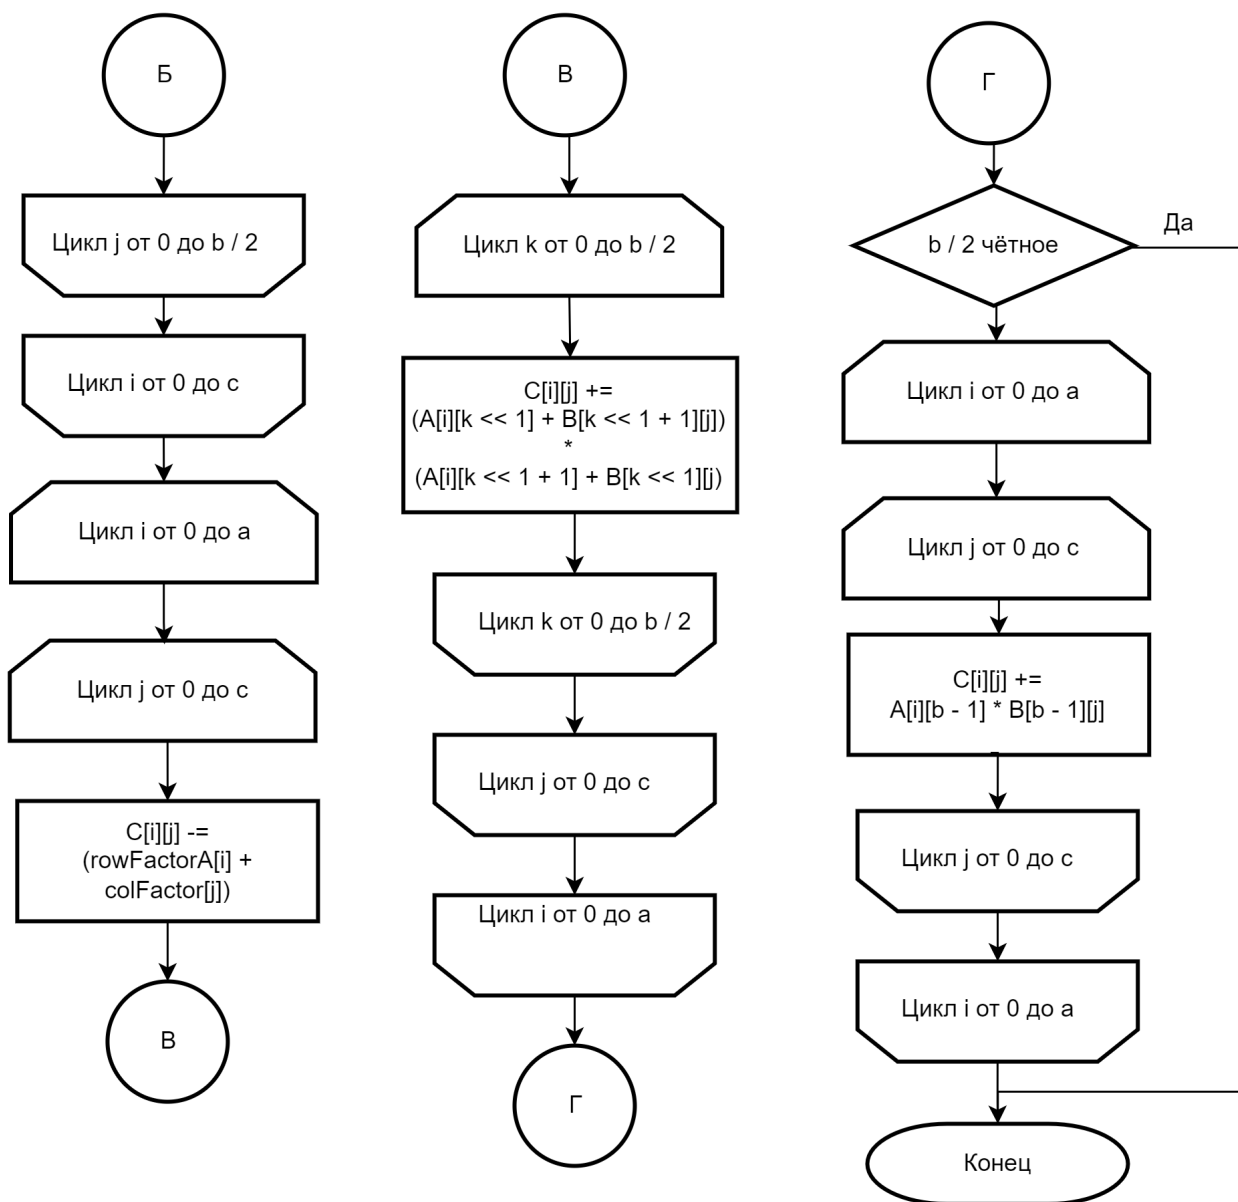 Б
Цикл j от 0 до b / 2
Цикл i от 0 до c
Цикл i от 0 до a
Цикл j от 0 до c
C[i][j] -=
(rowFactorA[i] +
colFactor[j])
В
В
Цикл k от 0 до b / 2
C[i][j] +=
(A[i][k << 1] + B[k << 1 + 1][j])
*
(A[i][k << 1 + 1] + B[k << 1][j)
Цикл k от 0 до b / 2
Цикл j от 0 до c
Цикл i от 0 до a
Г
Г
b / 2 чётное
Да
Цикл i от 0 до a
Цикл j от 0 до c
C[i][j] +=
A[i][b - 1] * B[b - 1][j]
Цикл j от 0 до c
Цикл i от 0 до a
Конец